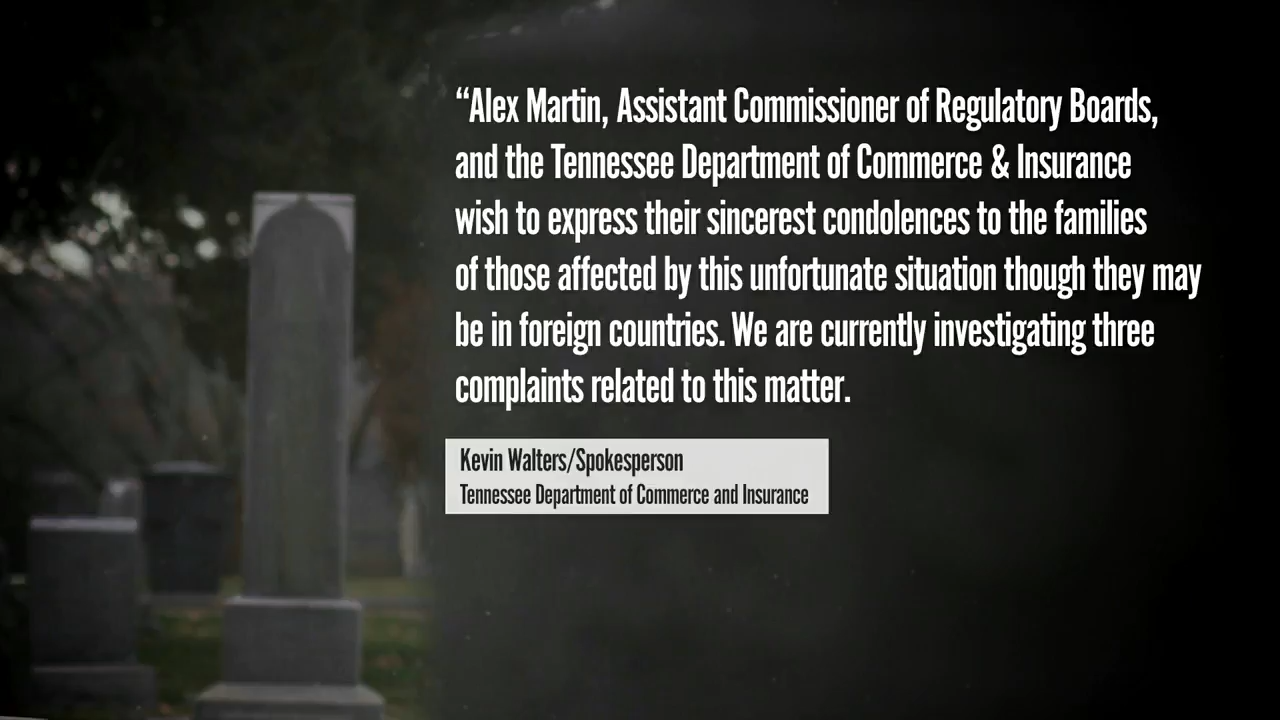 “Alex Martin, Assistant Commissioner of Regulatory Boards,
and the Tennessee Department of Commerce & Insurance
wish to express their sincerest condolences to the families
of those affected by this unfortunate situation though they may
be in foreign countries. We are currently investigating three
complaints related to this matter.
Kevin Walters/Spokesperson
Tennessee Department of Commerce and Insurance